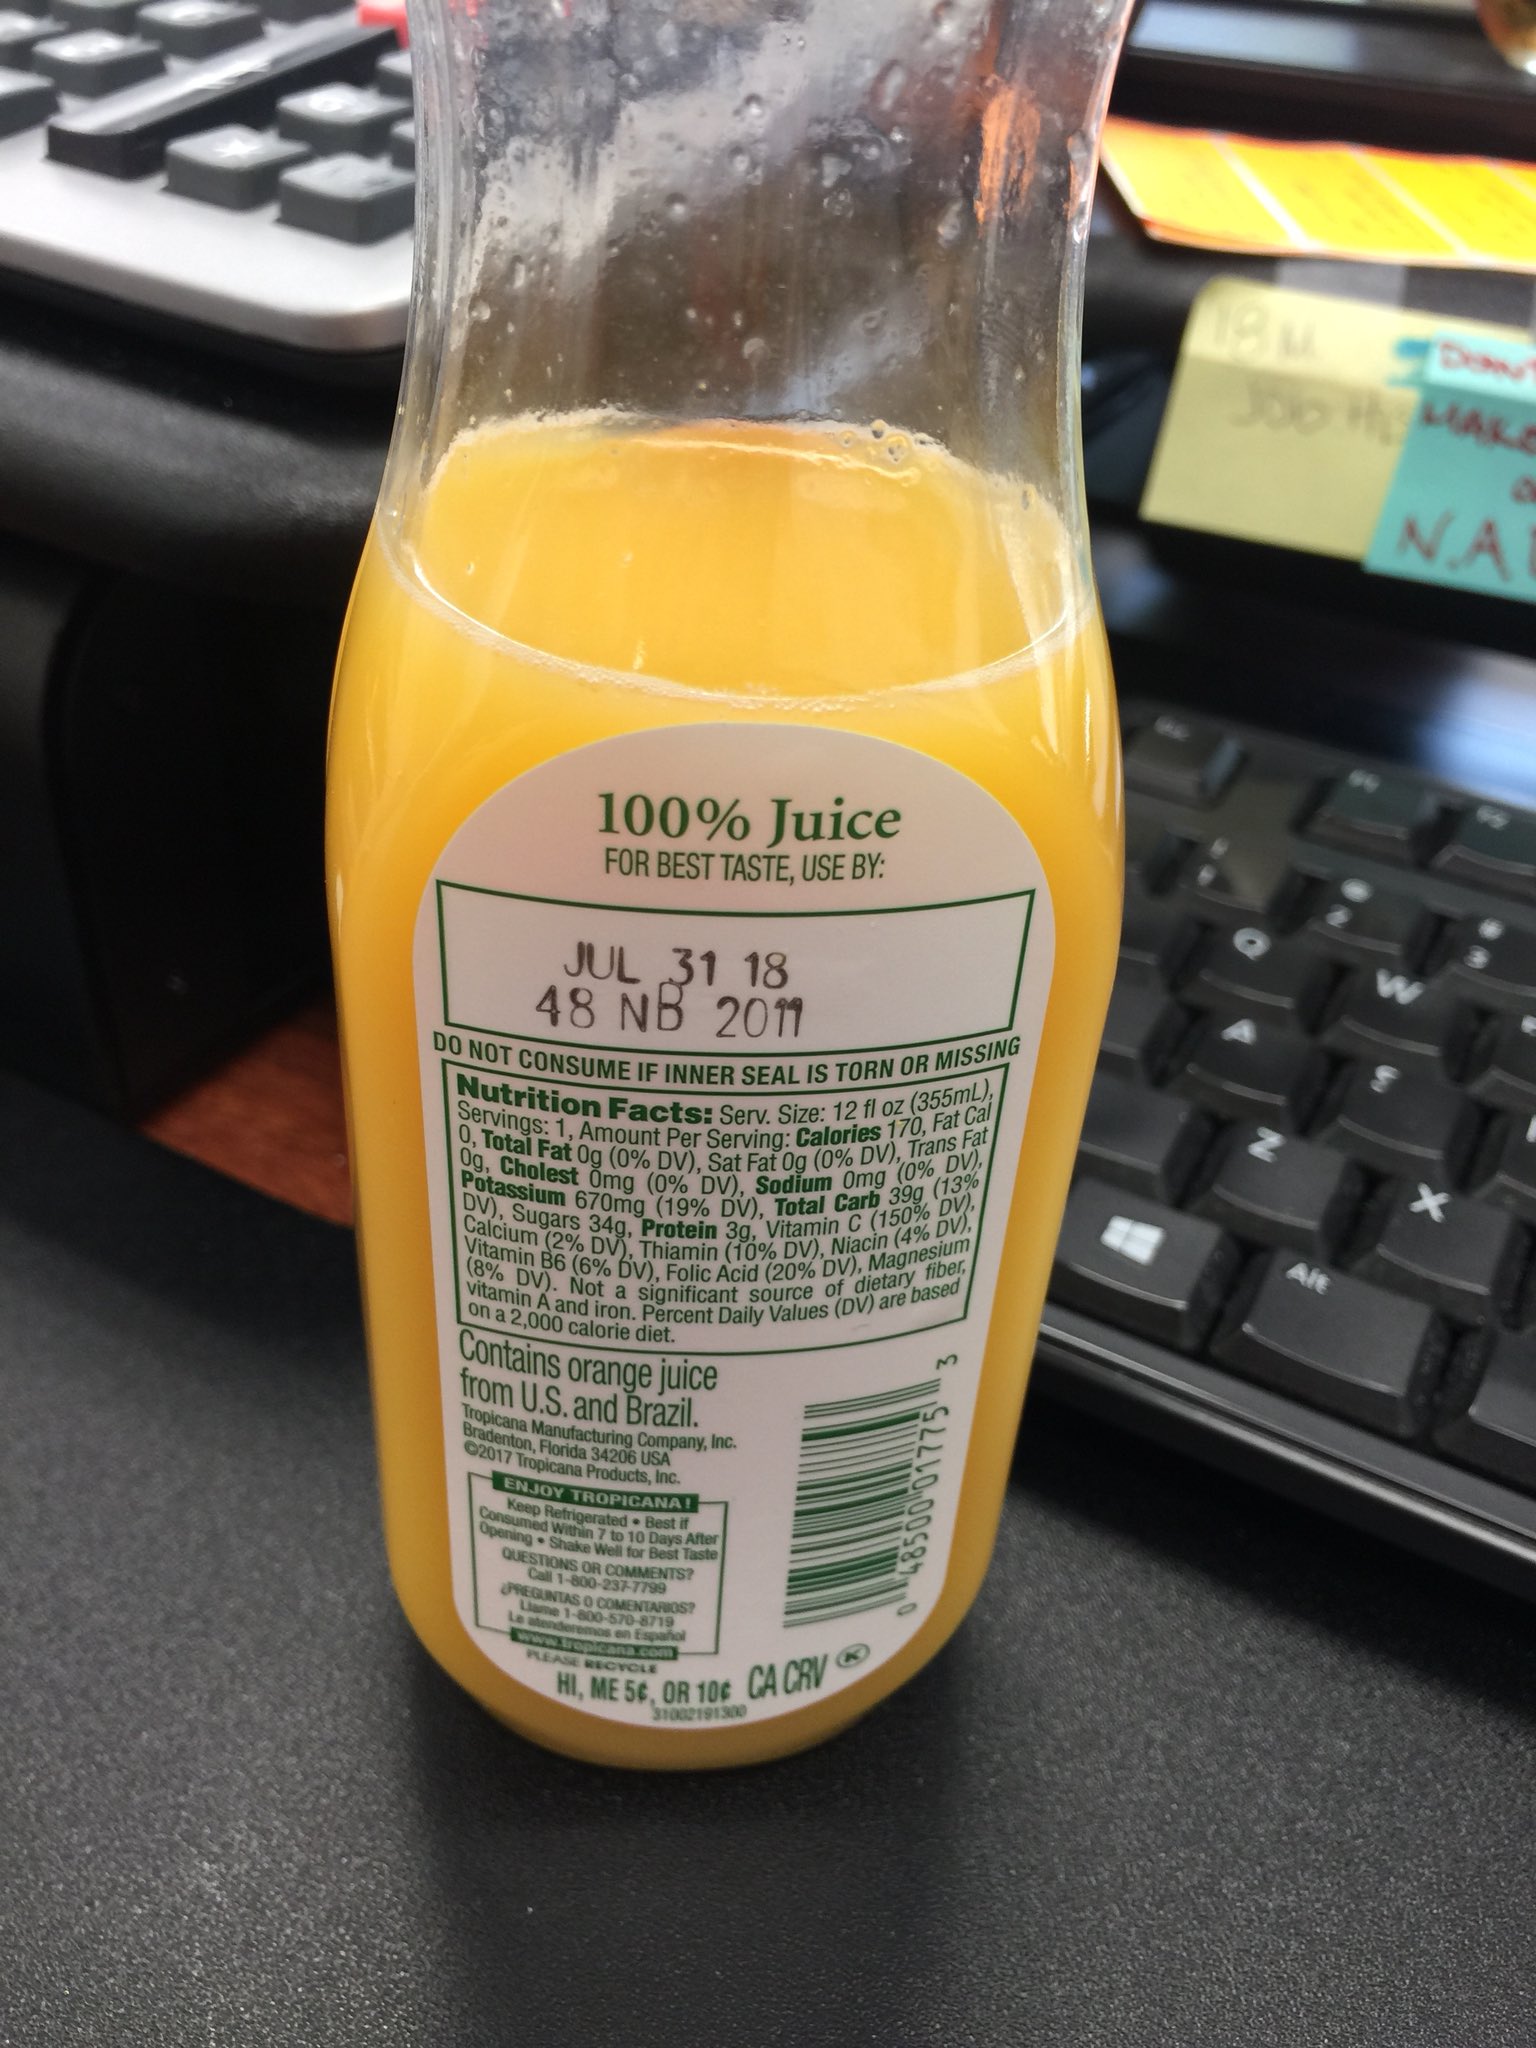 100% Juice
FOR BEST TASTE, USE BY:
JUL 31 18
48 NB 2011
DO NOT CONSUME IF INNER SEAL IS TORN OR MISSING
Nutrition Facts: Serv. Size: 12 fl oz (355mL),
Servings: 1, Amount Per Serving: Calories 170, Fat Cal
0, Total Fat 0g (0% DV), Sat Fat 0g (0% DV), Trans Fat
0g, Cholest 0mg (0% DV), Sodium 0mg (0% DV),
Potassium 670mg (19% DV), Total Carb 39g (13%
DV), Sugars 34g, Protein 3g, Vitamin C (150% DV),
Calcium (2% DV), Thiamin (10% DV), Niacin (4% DV),
Vitamin B6 (6% DV), Folic Acid (20% DV), Magnesium
(8% DV). Not a significant source of dietary fiber,
vitamin A and iron. Percent Daily Values (DV) are based
on a 2,000 calorie diet.
Contains orange juice
from U.S. and Brazil.
Tropicana Manufacturing Company, Inc.
Bradenton, Florida 34206 USA
©2017 Tropicana Products, Inc.
ENJOY TROPICANA!
Keep Refrigerated • Best if
Consumed Within 7 to 10 Days After
Opening • Shake Well for Best Taste
QUESTIONS OR COMMENTS?
Call 1-800-237-7799
¿PREGUNTAS O COMENTARIOS?
Llame 1-800-570-8719
Le atenderemos en Español
www.tropicana.com
PLEASE RECYCLE
HI, ME 5¢, OR 10¢ CA CRV K
31002191300
0 48500 01775 3
18
MAKE
2
3
Q
W
A
Z
X
Alt